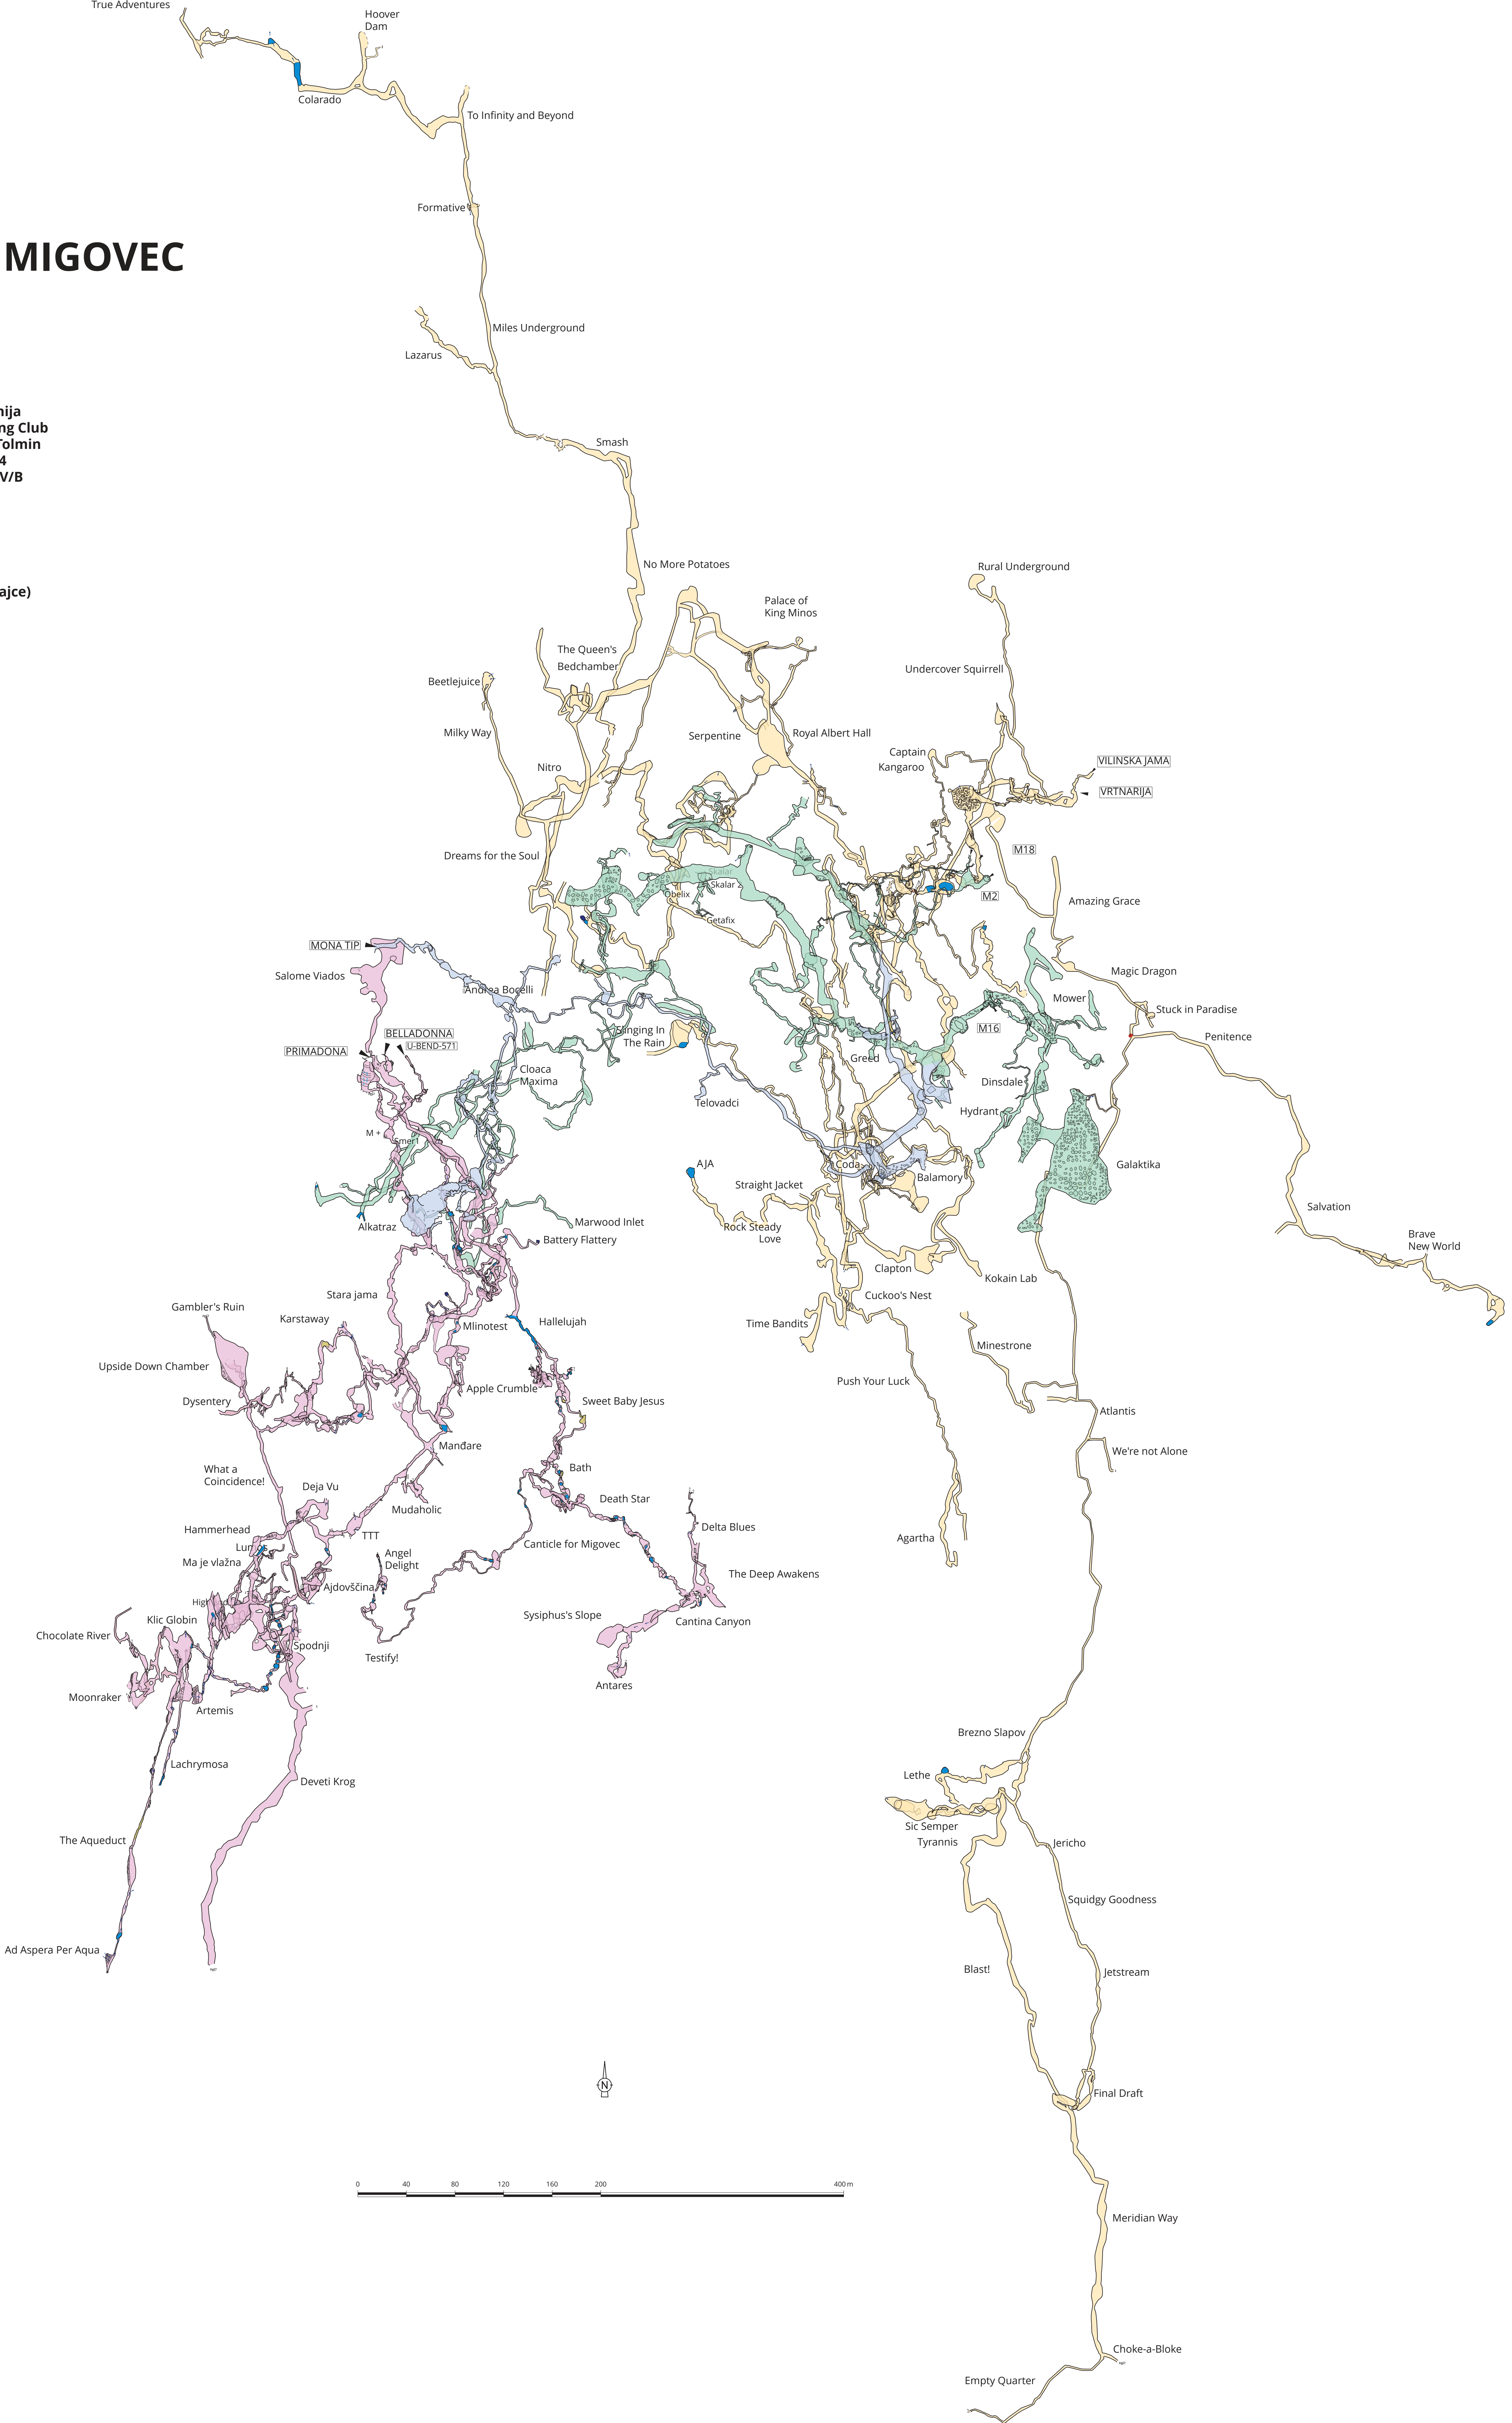 True Adventures
Hoover
Dam
Colarado
To Infinity and Beyond
Formative
MIGOVEC
Miles Underground
Lazarus
nija
ng Club
Tolmin
4
V/B
Smash
No More Potatoes
Rural Underground
ajce)
Palace of
King Minos
The Queen's
Bedchamber
Undercover Squirrell
Beetlejuice
Milky Way
Serpentine
Royal Albert Hall
Captain
Kangaroo
VILINSKA JAMA
Nitro
VRTNARIJA
M18
Dreams for the Soul
Skalar
Skalar 2
Obelix
M2
Amazing Grace
Getafix
MONA TIP
Salome Viados
Magic Dragon
Andrea Bocelli
Mower
Stuck in Paradise
Singing In
The Rain
M16
Penitence
BELLADONNA
U-BEND-571
PRIMADONA
Greed
Cloaca
Maxima
Dinsdale
Telovadci
Hydrant
M +
Smer1
AJA
Coda
Galaktika
Balamory
Straight Jacket
Alkatraz
Marwood Inlet
Rock Steady
Love
Salvation
Battery Flattery
Brave
New World
Clapton
Kokain Lab
Stara jama
Cuckoo's Nest
Gambler's Ruin
Karstaway
Mlinotest
Hallelujah
Time Bandits
Minestrone
Upside Down Chamber
Push Your Luck
Apple Crumble
Dysentery
Sweet Baby Jesus
Atlantis
Manđare
We're not Alone
What a
Coincidence!
Bath
Deja Vu
Death Star
Mudaholic
Hammerhead
TTT
Delta Blues
Agartha
Canticle for Migovec
Angel
Delight
Ma je vlažna
The Deep Awakens
Ajdovščina
Klic Globin
Sysiphus's Slope
Cantina Canyon
Chocolate River
Spodnji
Testify!
Antares
Moonraker
Artemis
Brezno Slapov
Lachrymosa
Lethe
Deveti Krog
Sic Semper
Tyrannis
The Aqueduct
Jericho
Squidgy Goodness
Ad Aspera Per Aqua
Blast!
Jetstream
N
Final Draft
0 40 80 120 160 200 400 m
Meridian Way
Choke-a-Bloke
Empty Quarter